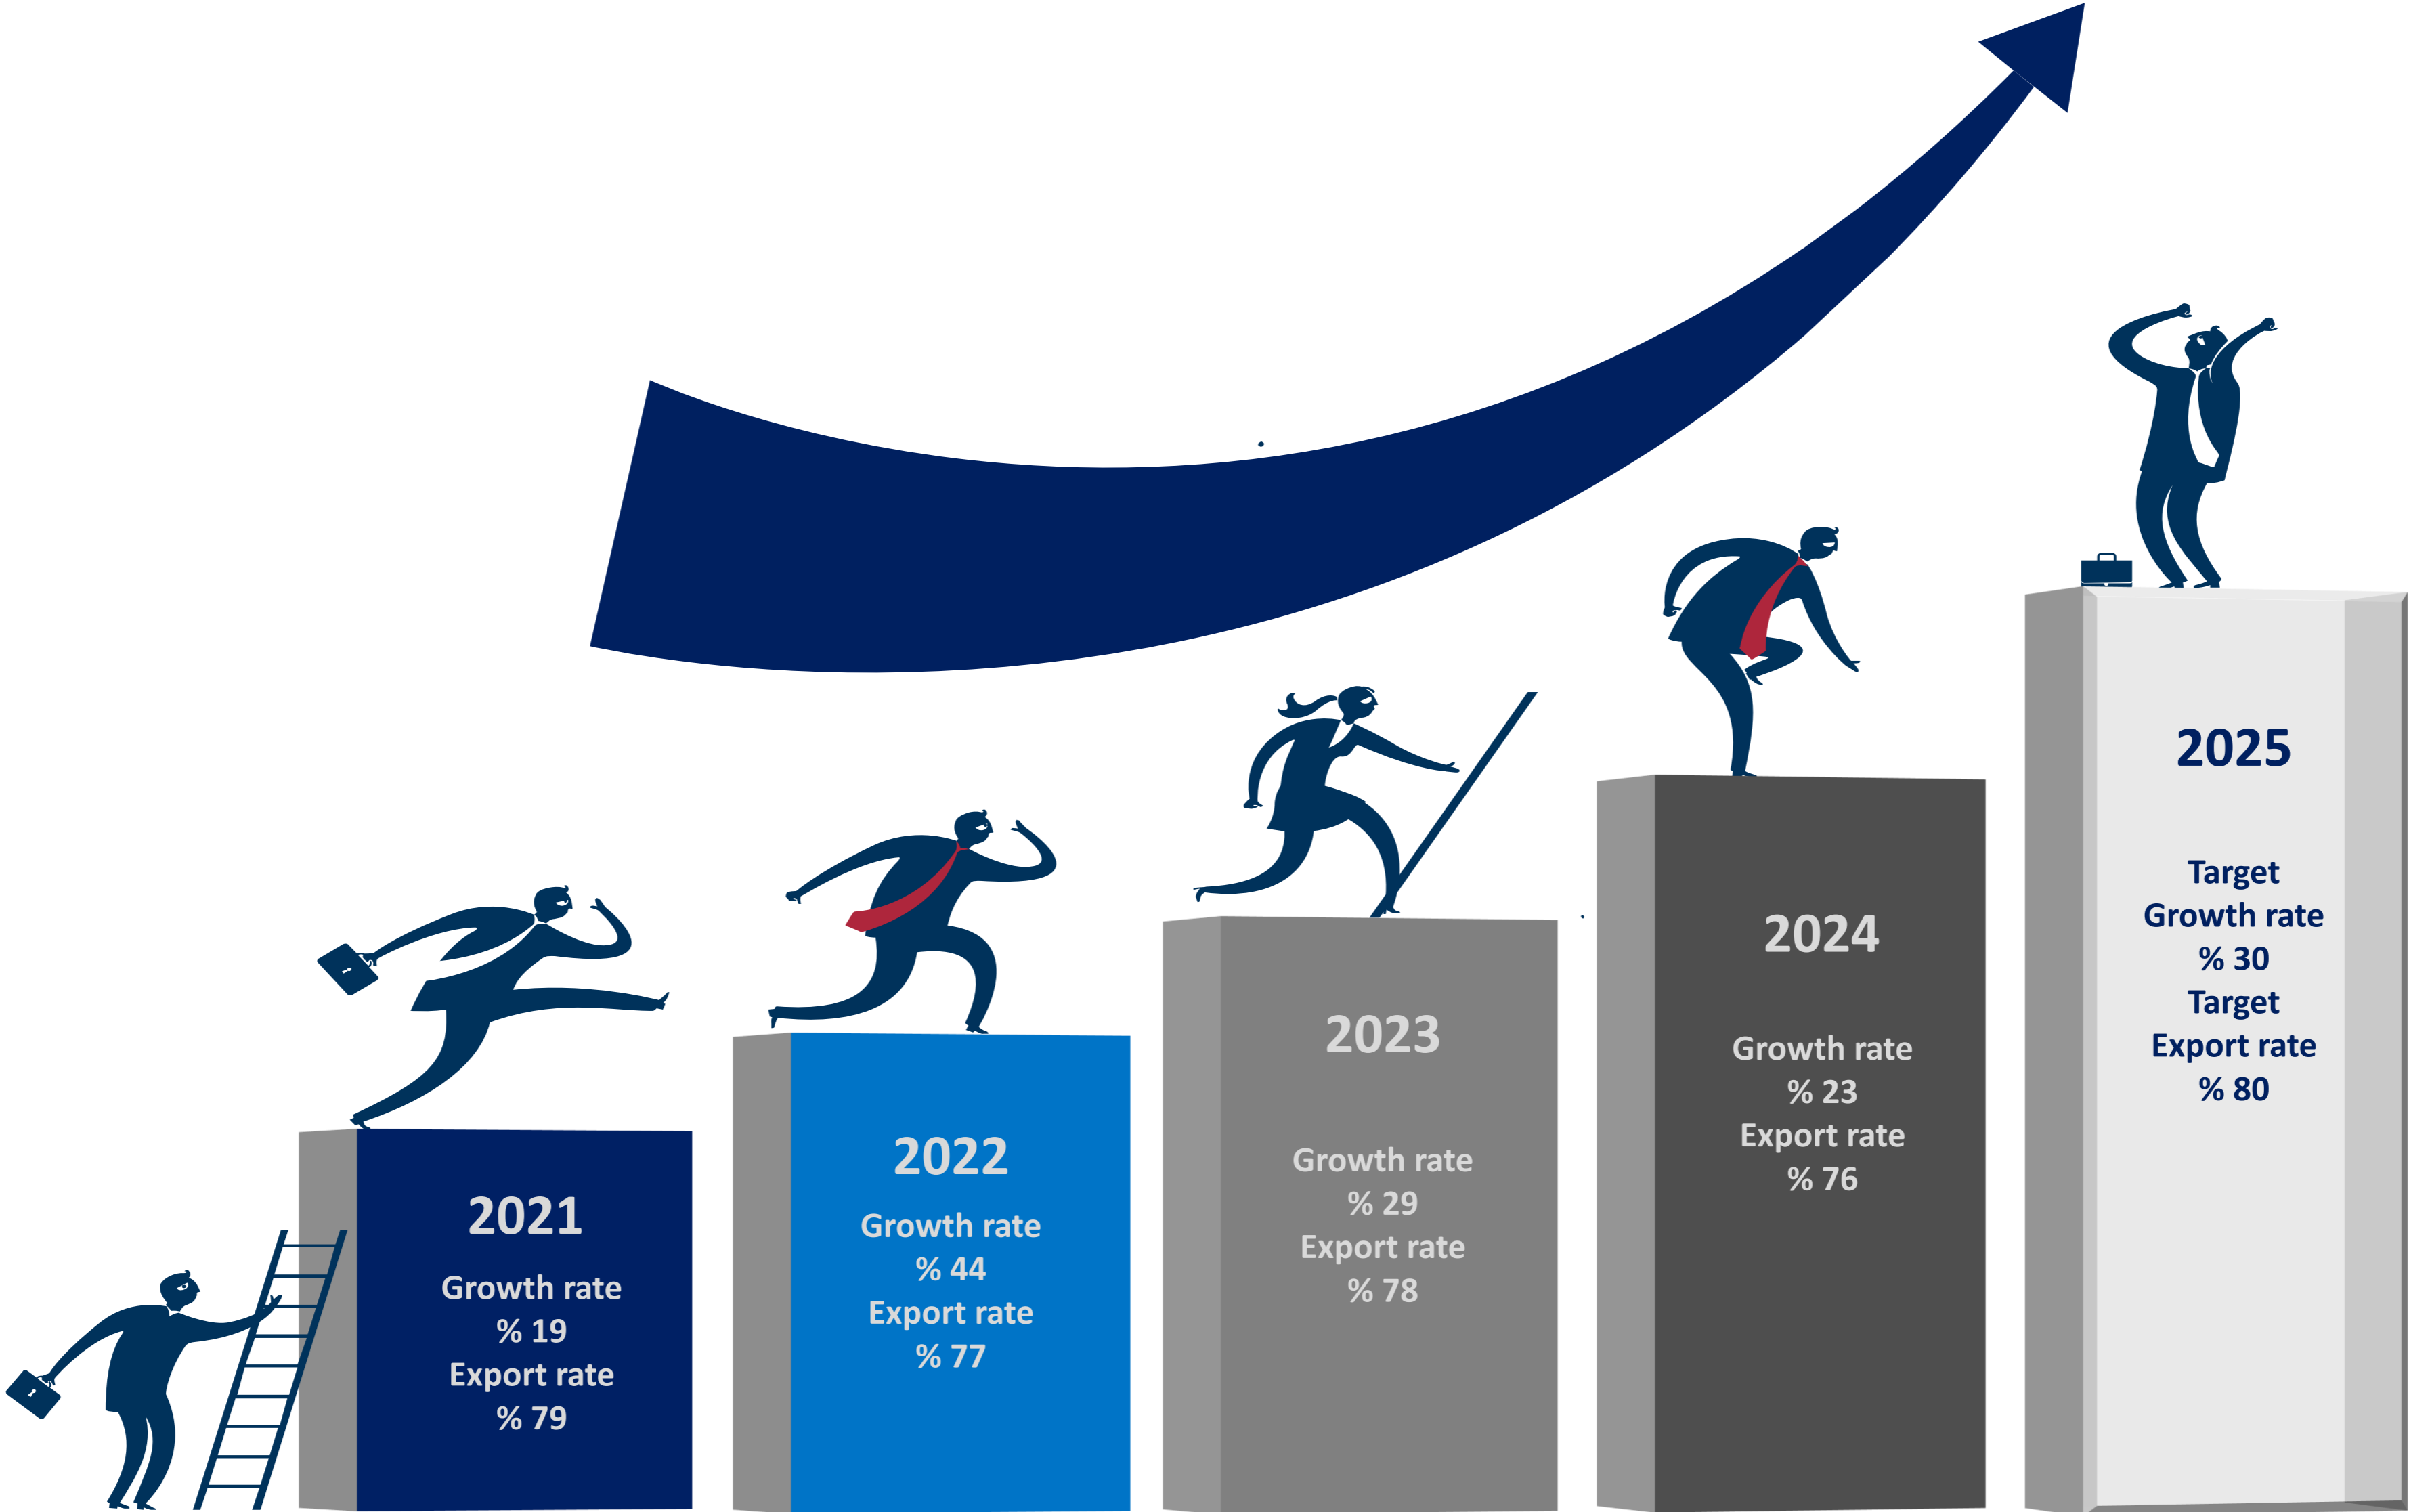 2021
Growth rate
% 19
Export rate
% 79
2022
Growth rate
% 44
Export rate
% 77
2023
Growth rate
% 29
Export rate
% 78
2024
Growth rate
% 23
Export rate
% 76
2025
Target
Growth rate
% 30
Target
Export rate
% 80